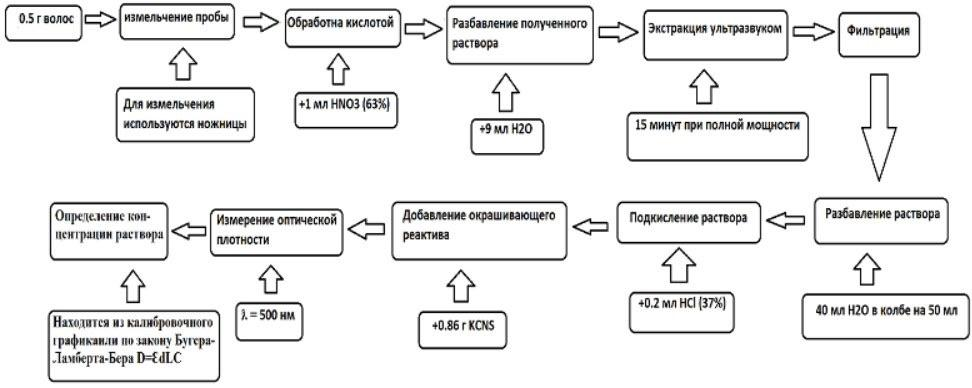 0.5 г волос
измельчение пробы
Для измельчения
используются ножницы
Обработна кислотой
+1 мл HNO3 (63%)
Разбавление полученного
раствора
+9 мл H2O
Экстракция ультразвуком
15 минут при полной мощности
Фильтрация
Разбавление раствора
40 мл H2O в колбе на 50 мл
Подкисление раствора
+0.2 мл HCl (37%)
Добавление окрашивающего
реактива
+0.86 г KCNS
Измерение оптической
плотности
λ = 500 нм
Определение кон-
центрации раствора
Находится из калибровочного
графикаили по закону Бугера-
Ламберта-Бера D=ƐdLC